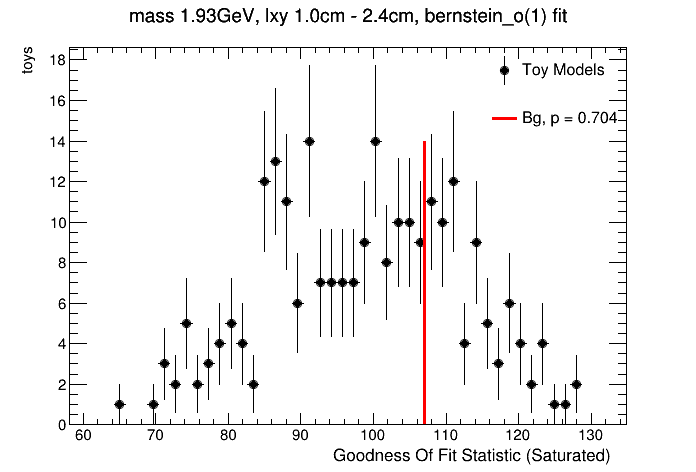 mass 1.93GeV, lxy 1.0cm - 2.4cm, bernstein_o(1) fit
toys
18
16
14
12
10
8
6
4
2
0
Toy Models
Bg, p = 0.704
60 70 80 90 100 110 120 130
Goodness Of Fit Statistic (Saturated)